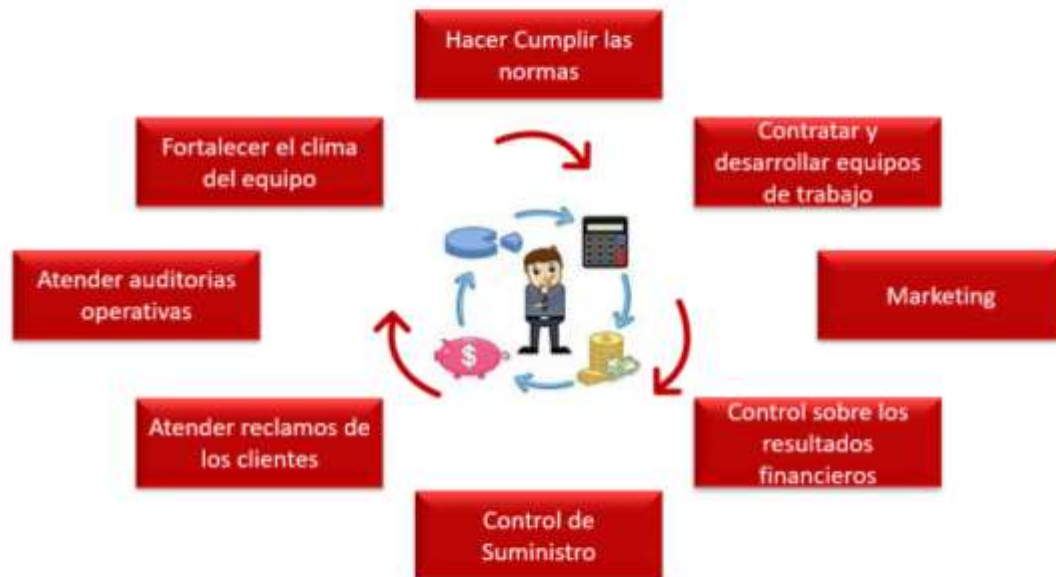 Hacer Cumplir las
normas
Contratar y
desarrollar equipos
de trabajo
Marketing
Control sobre los
resultados
financieros
Control de
Suministro
Atender reclamos de
los clientes
Atender auditorias
operativas
Fortalecer el clima
del equipo
$